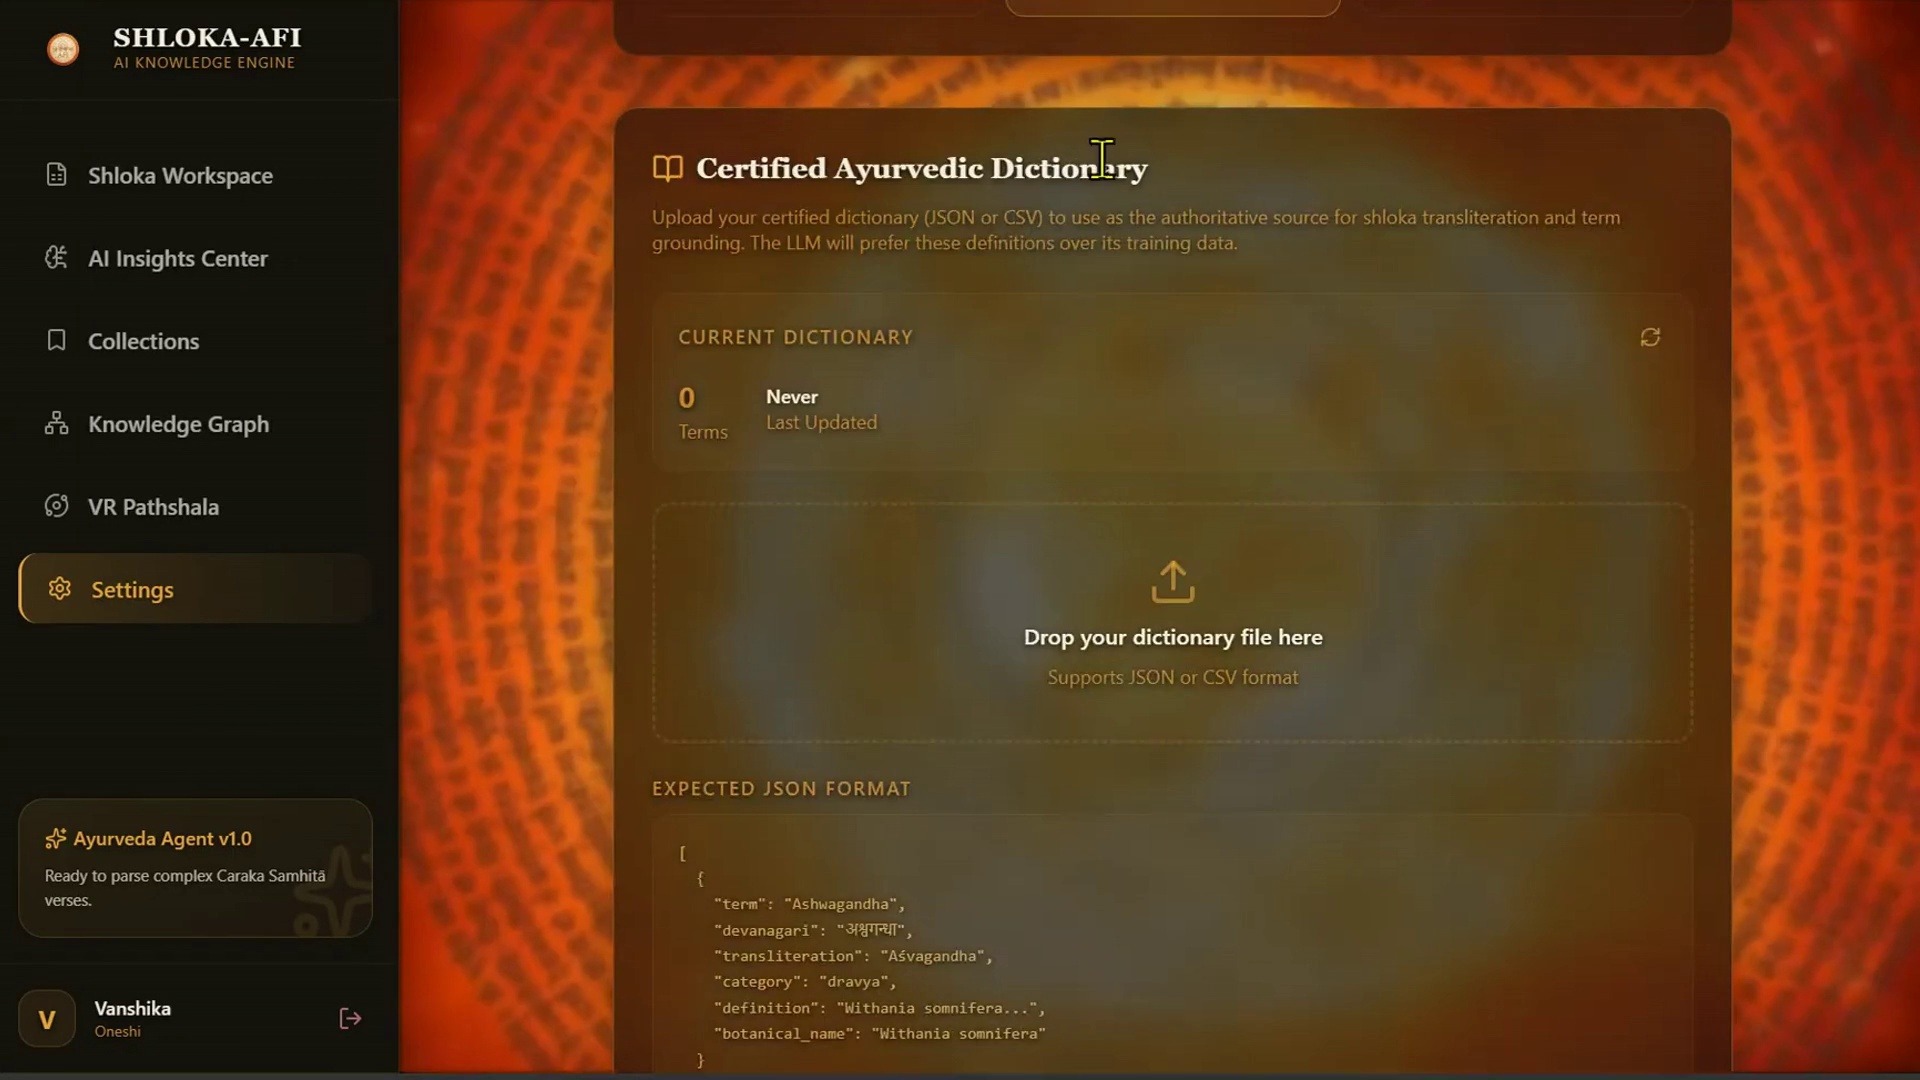 SHLOKA-AFI
AI KNOWLEDGE ENGINE
Shloka Workspace
AI Insights Center
Collections
Knowledge Graph
VR Pathshala
Settings
Ayurveda Agent v1.0
Ready to parse complex Caraka Saṃhitā
verses.
V
Vanshika
Oneshi
Certified Ayurvedic Dictionary
Upload your certified dictionary (JSON or CSV) to use as the authoritative source for shloka transliteration and term
grounding. The LLM will prefer these definitions over its training data.
CURRENT DICTIONARY
0
Terms
Never
Last Updated
Drop your dictionary file here
Supports JSON or CSV format
EXPECTED JSON FORMAT
[
{
"term": "Ashwagandha",
"devanagari": "अश्वगन्धा",
"transliteration": "Aśvagandha",
"category": "dravya",
"definition": "Withania somnifera...",
"botanical_name": "Withania somnifera"
}